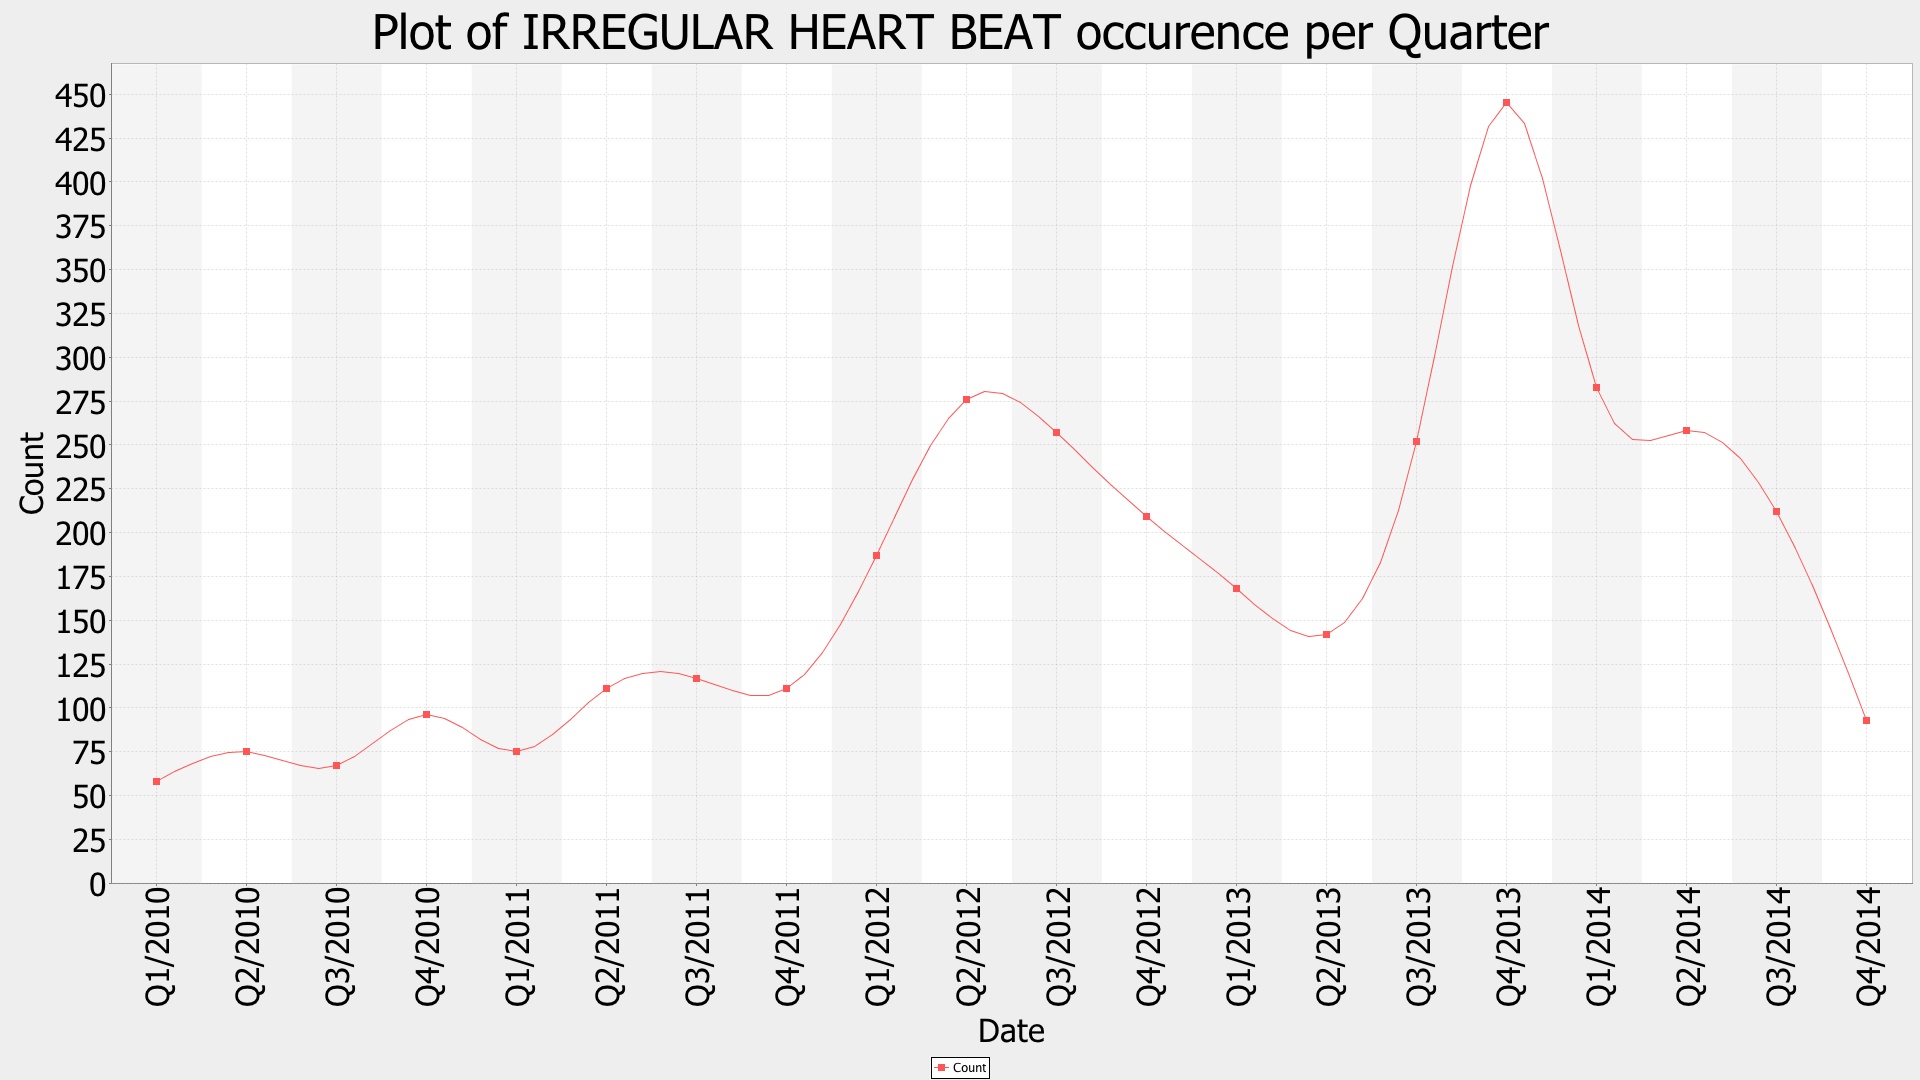 Plot of IRREGULAR HEART BEAT occurence per Quarter
450
425
400
375
350
325
300
275
250
225
200
175
150
125
100
75
50
25
0
Count
Q1/2010
Q2/2010
Q3/2010
Q4/2010
Q1/2011
Q2/2011
Q3/2011
Q4/2011
Q1/2012
Q2/2012
Q3/2012
Q4/2012
Q1/2013
Q2/2013
Q3/2013
Q4/2013
Q1/2014
Q2/2014
Q3/2014
Q4/2014
Date
Count